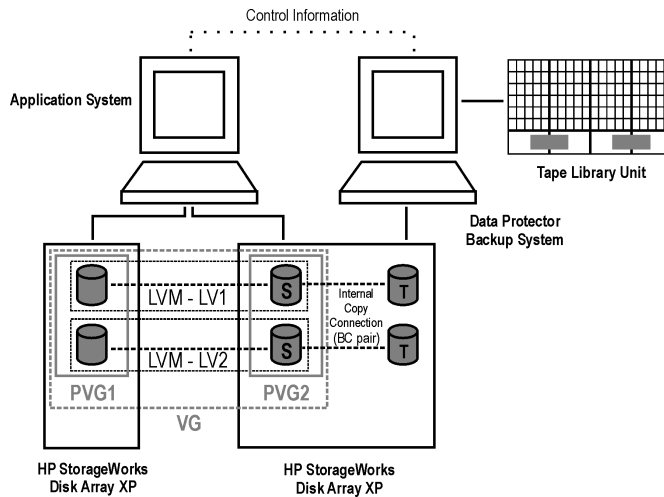 Control Information
Application System
Tape Library Unit
Data Protector
Backup System
LVM - LV1
S
Internal
Copy
Connection
(BC pair)
T
LVM - LV2
S
T
PVG1
PVG2
VG
HP StorageWorks
Disk Array XP
HP StorageWorks
Disk Array XP